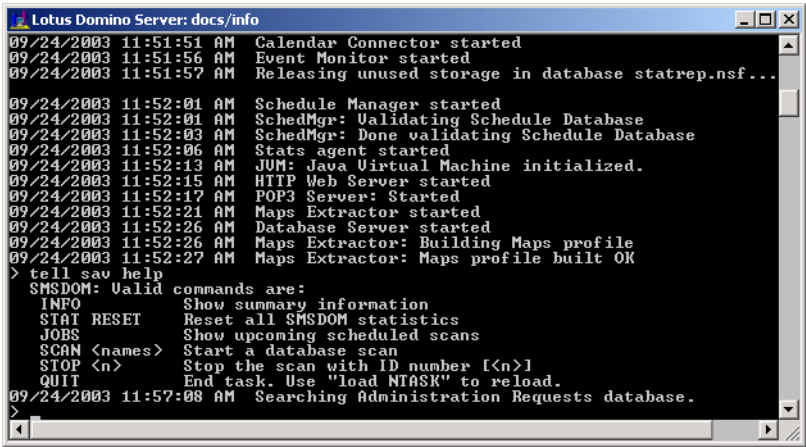 Lotus Domino Server: docs/info
09/24/2003 11:51:51 AM  Calendar Connector started
09/24/2003 11:51:56 AM  Event Monitor started
09/24/2003 11:51:57 AM  Releasing unused storage in database statrep.nsf...
09/24/2003 11:52:01 AM  Schedule Manager started
09/24/2003 11:52:01 AM  SchedMgr: Validating Schedule Database
09/24/2003 11:52:03 AM  SchedMgr: Done validating Schedule Database
09/24/2003 11:52:06 AM  Stats agent started
09/24/2003 11:52:13 AM  JVM: Java Virtual Machine initialized.
09/24/2003 11:52:15 AM  HTTP Web Server started
09/24/2003 11:52:17 AM  POP3 Server: Started
09/24/2003 11:52:21 AM  Maps Extractor started
09/24/2003 11:52:26 AM  Database Server started
09/24/2003 11:52:26 AM  Maps Extractor: Building Maps profile
09/24/2003 11:52:27 AM  Maps Extractor: Maps profile built OK
> tell sav help
SMSDOM: Valid commands are:
INFO  Show summary information
STAT RESET  Reset all SMSDOM statistics
JOBS  Show upcoming scheduled scans
SCAN <names>  Start a database scan
STOP <n>  Stop the scan with ID number [<n>]
QUIT  End task. Use "load NTASK" to reload.
09/24/2003 11:57:08 AM  Searching Administration Requests database.
> _